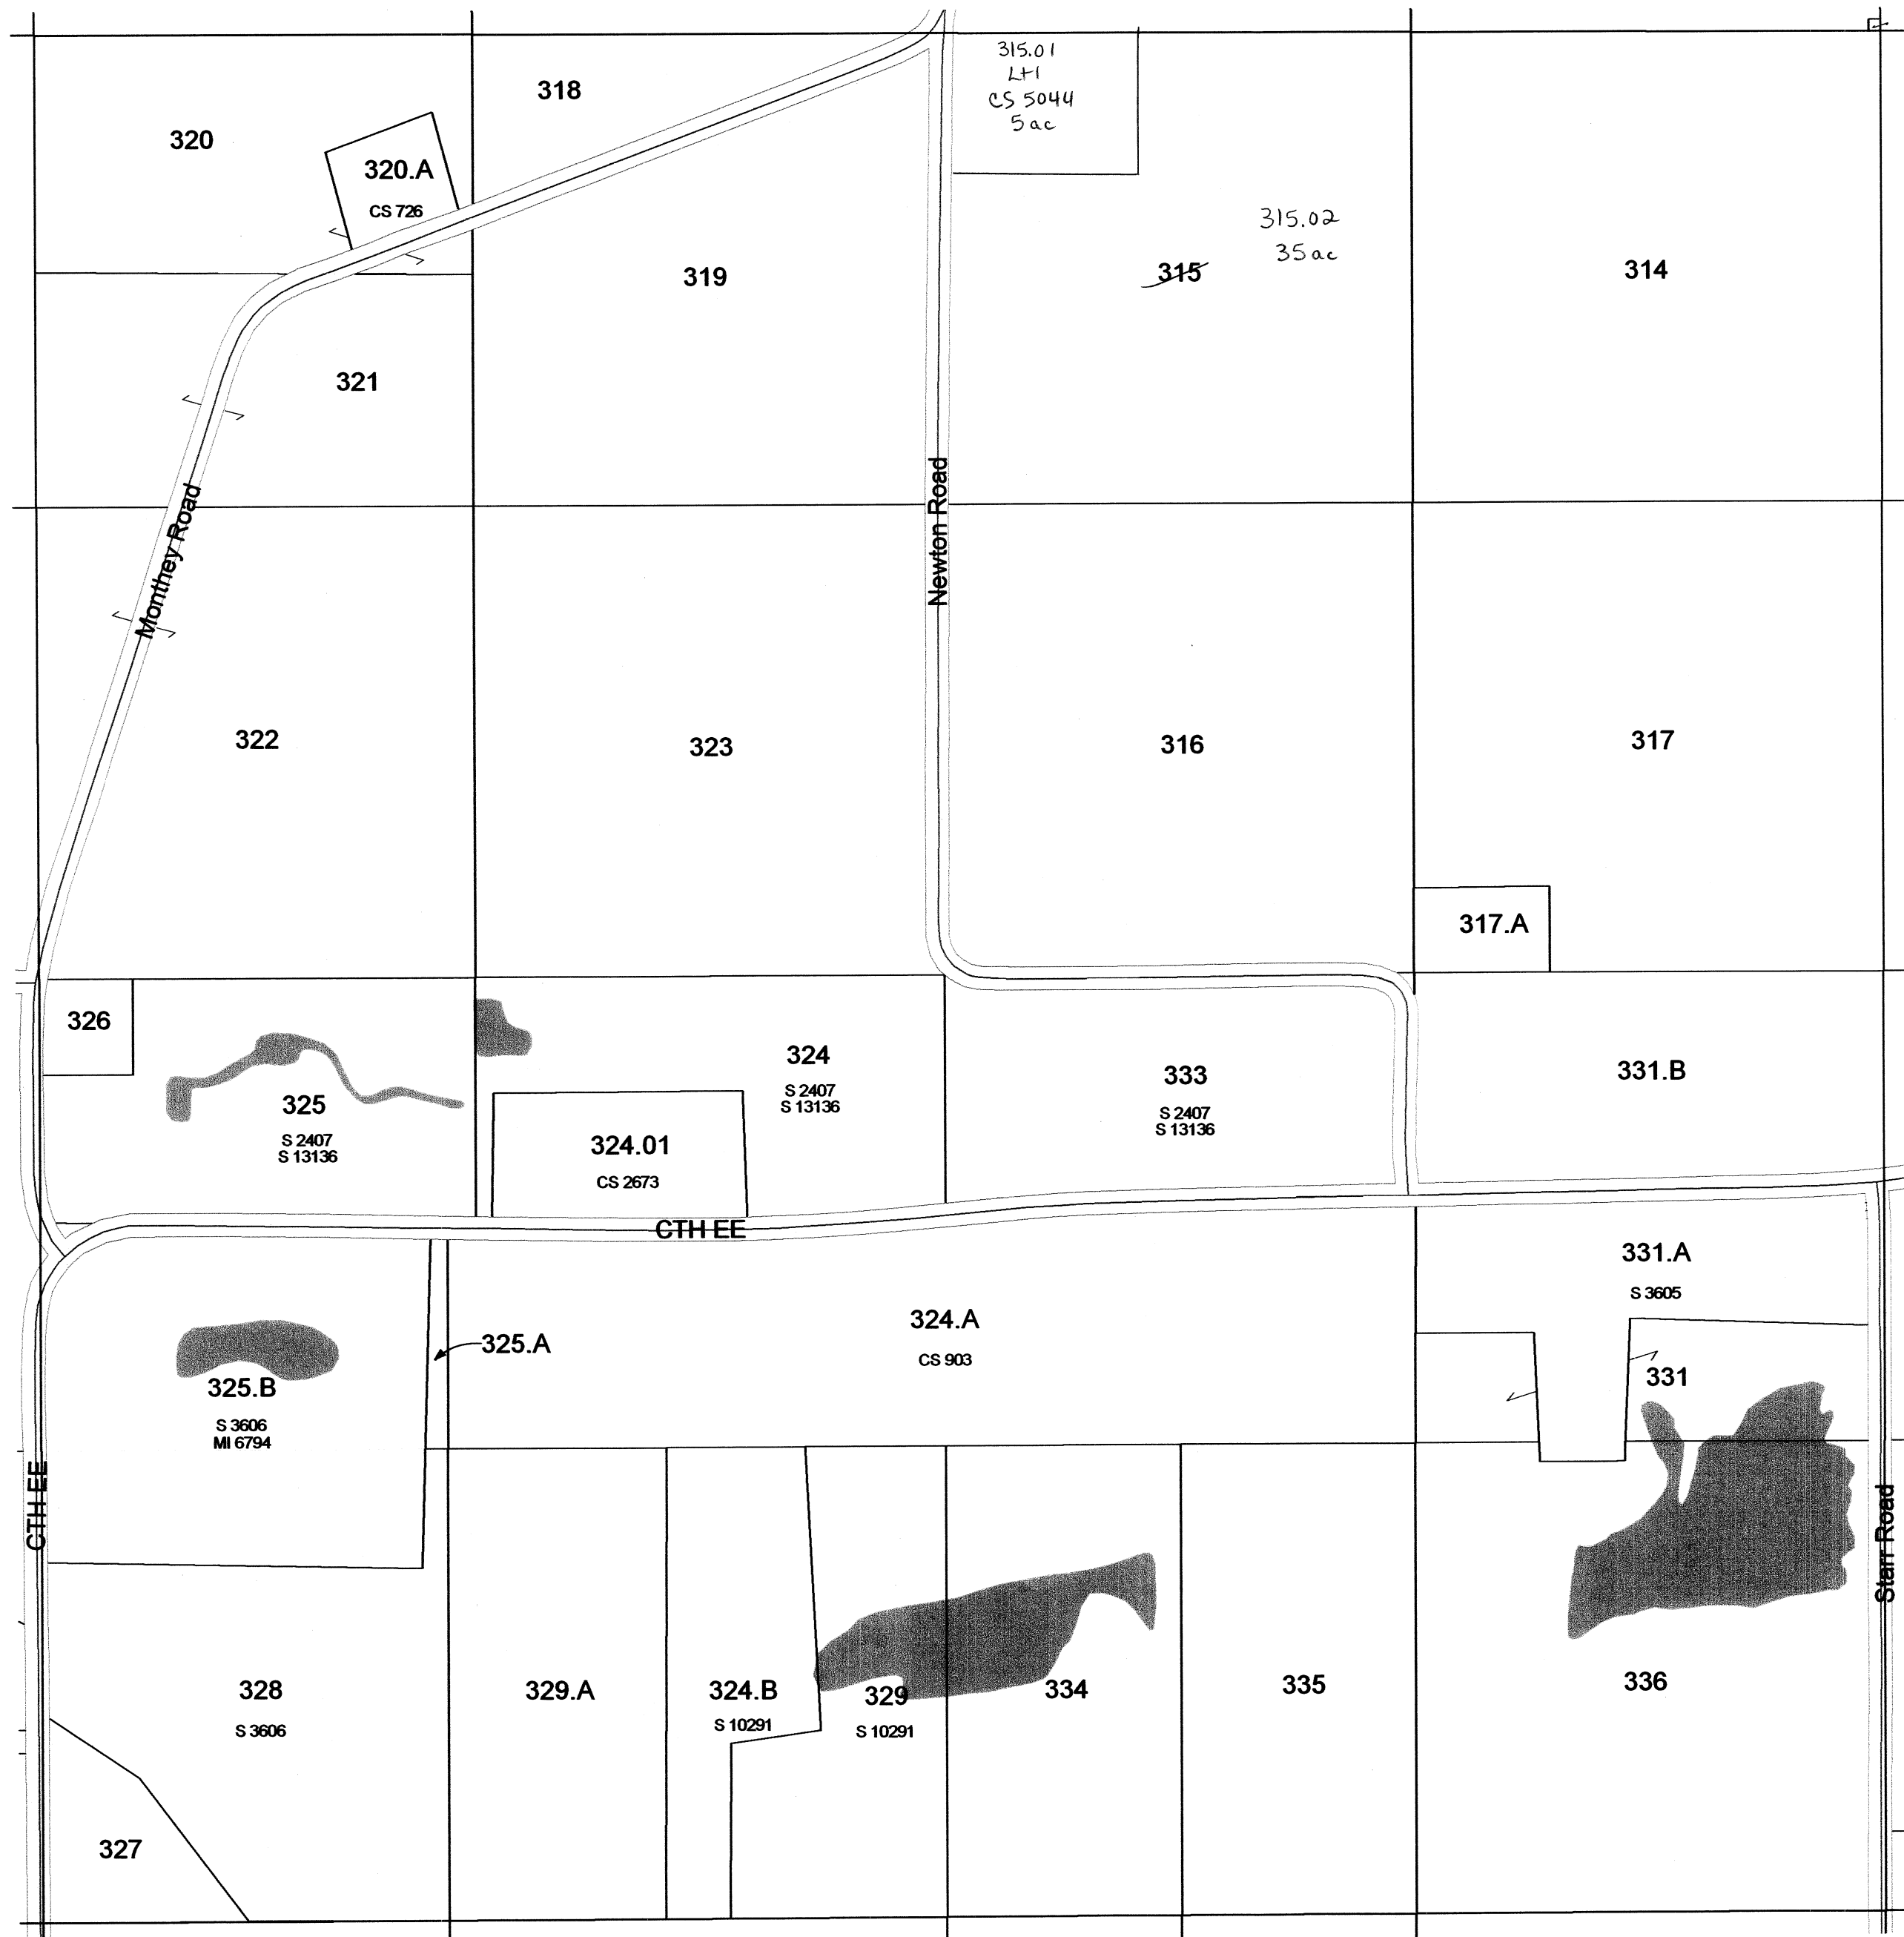 315.01
Lt1
CS 5044
5ac
318
320
320.A
CS 726
315.02
35ac
319
315
314
321
Monthey Road
Newton Road
322
323
316
317
317.A
326
324
S 2407
S 13136
333
S 2407
S 13136
331.B
325
S 2407
S 13136
324.01
CS 2673
CTH EE
331.A
S 3605
324.A
CS 903
325.A
325.B
S 3606
MI 6794
331
CTH EE
Starr Road
328
S 3606
329.A
324.B
S 10291
329
S 10291
334
335
336
327